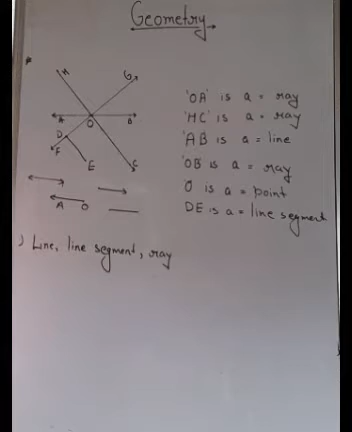 Geometry
H
G
A
O
B
D
F
E
C
A O
'OA' is a = ray
'HC' is a = ray
'AB is a = line
'OB is a = ray
O is a = point
DE is a = line segment
) Line, line segment, ray